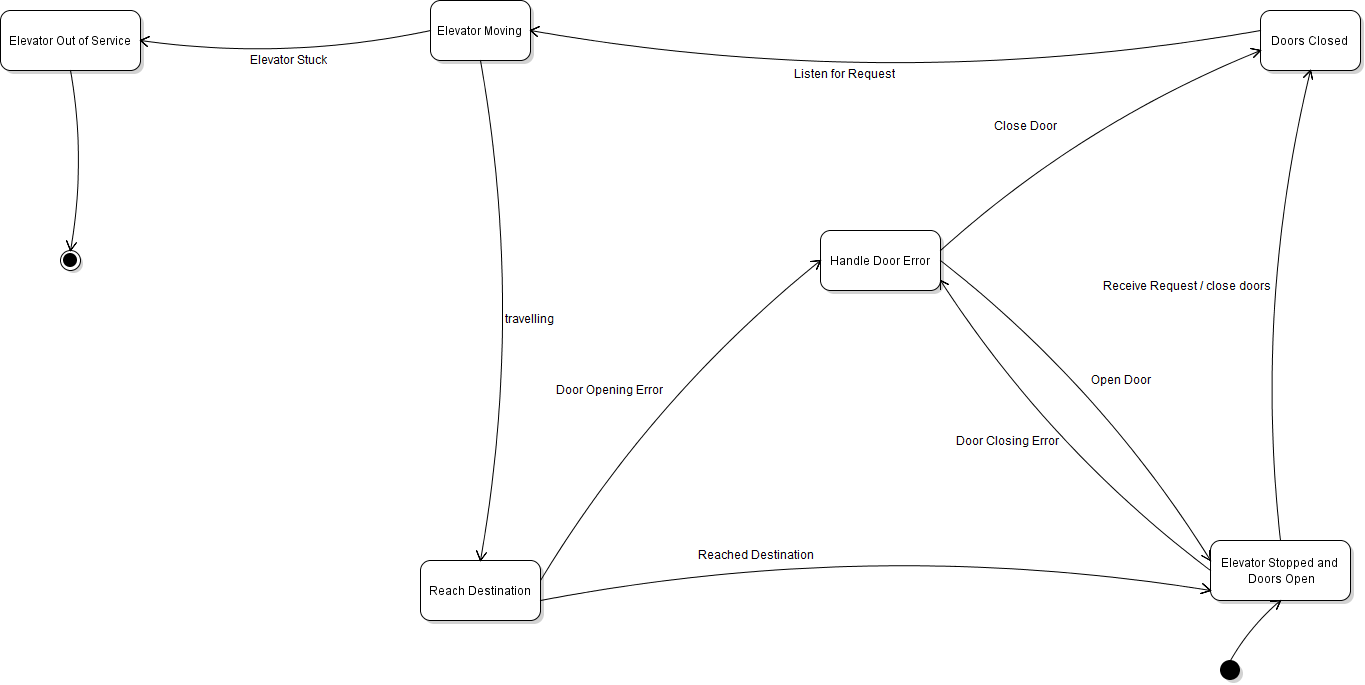 Elevator Out of Service
Elevator Moving
Doors Closed
Elevator Stuck
Listen for Request
Close Door
Handle Door Error
Receive Request / close doors
travelling
Door Opening Error
Open Door
Door Closing Error
Reached Destination
Reach Destination
Elevator Stopped and
Doors Open